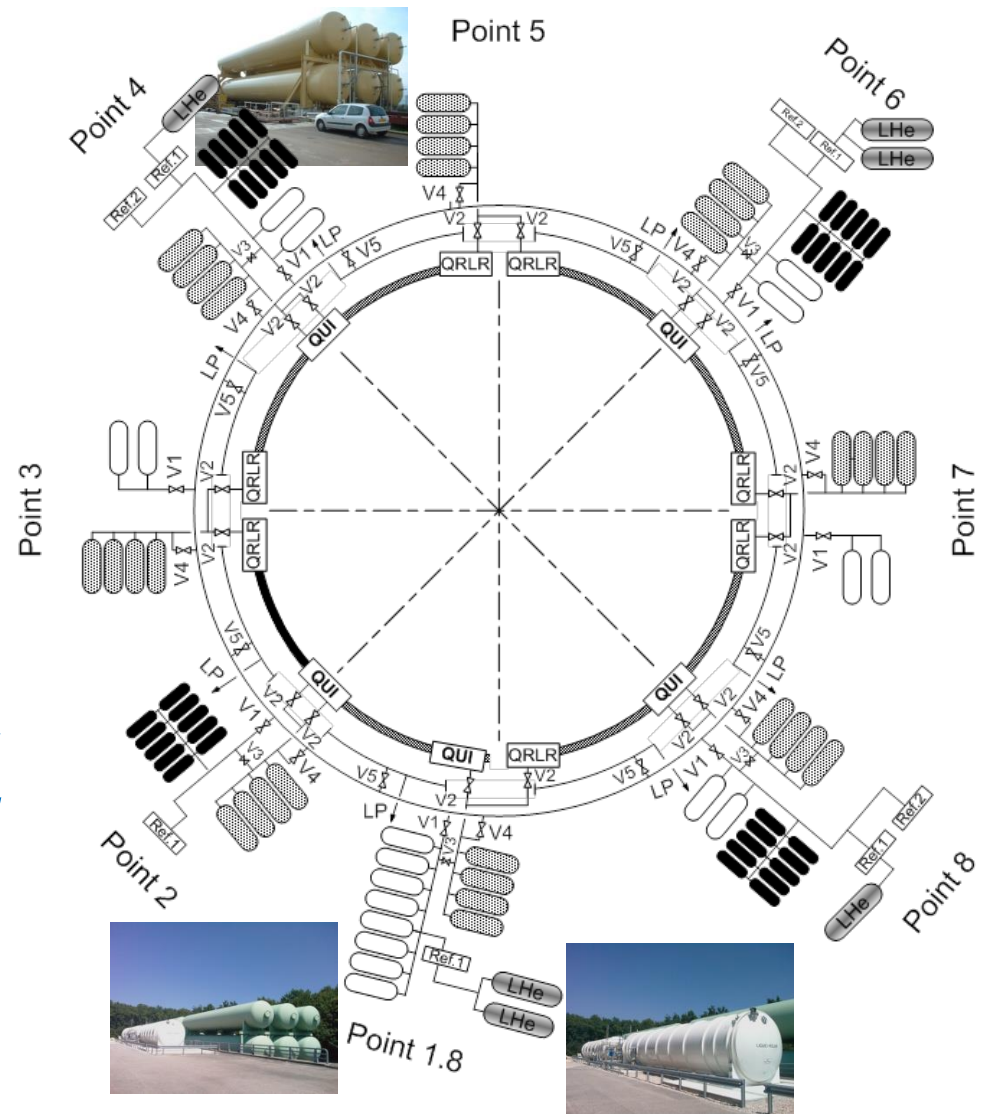 Point 5
Point 4
LHe
Ref.1
Ref.2
V3
V1
LP
V4
V2
V5
LP
V5
QUI
V4
V2
V2
QRLR
QRLR
Point 6
Ref.2
Ref.1
LHe
LHe
V5
LP
V4
V3
V2
V2
V1
LP
V5
QUI
Point 3
V1
V2
QRLR
V4
V2
QRLR
Point 7
V4
V2
QRLR
V1
V2
QRLR
V5
LP
V1
V2
V2
V3
V4
QUI
Ref.1
Point 2
V5
LP
QUI
V2
V1
V3
V4
QRLR
V2
Ref.1
LHe
LHe
Point 1.8
V5
LP
QUI
V2
V2
V5
LP
V4
V3
V1
Ref.2
Ref.1
LHe
Point 8